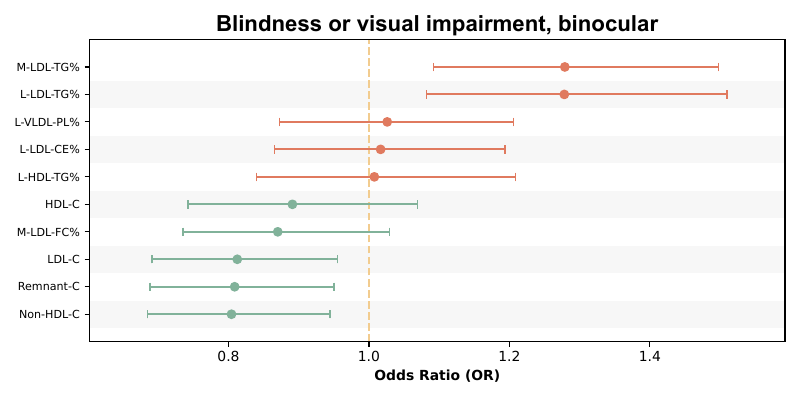 Blindness or visual impairment, binocular
M-LDL-TG%
L-LDL-TG%
L-VLDL-PL%
L-LDL-CE%
L-HDL-TG%
HDL-C
M-LDL-FC%
LDL-C
Remnant-C
Non-HDL-C
0.8 1.0 1.2 1.4
Odds Ratio (OR)